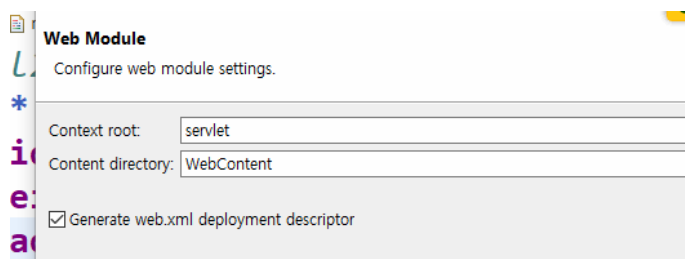 Web Module
Configure web module settings.
Context root: servlet
Content directory: WebContent
Generate web.xml deployment descriptor